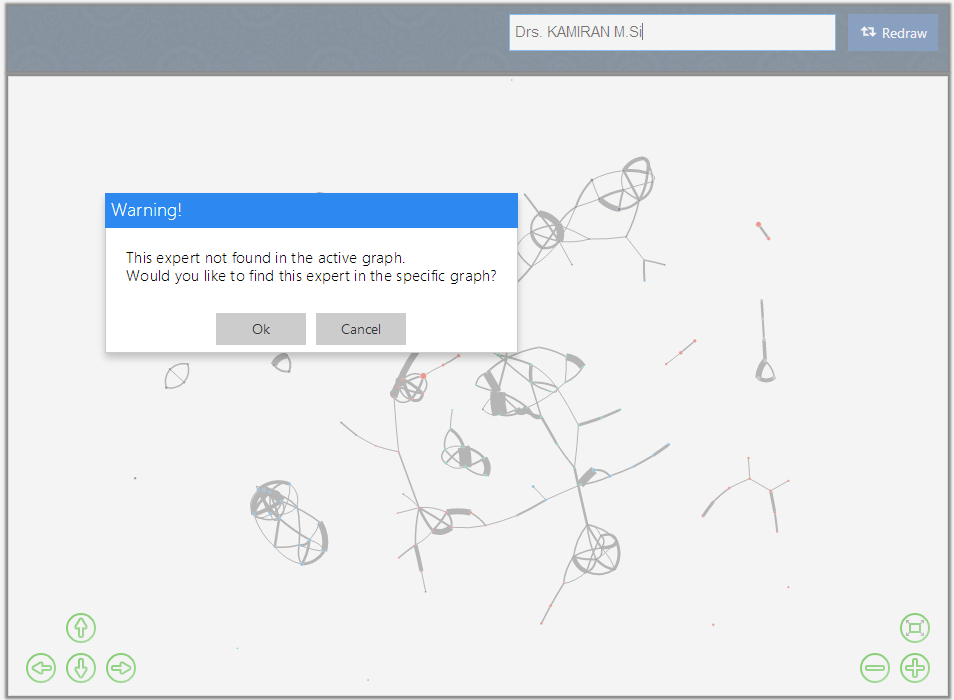 Drs. KAMIRAN M.Si
Redraw
Warning!
This expert not found in the active graph.
Would you like to find this expert in the specific graph?
Ok
Cancel